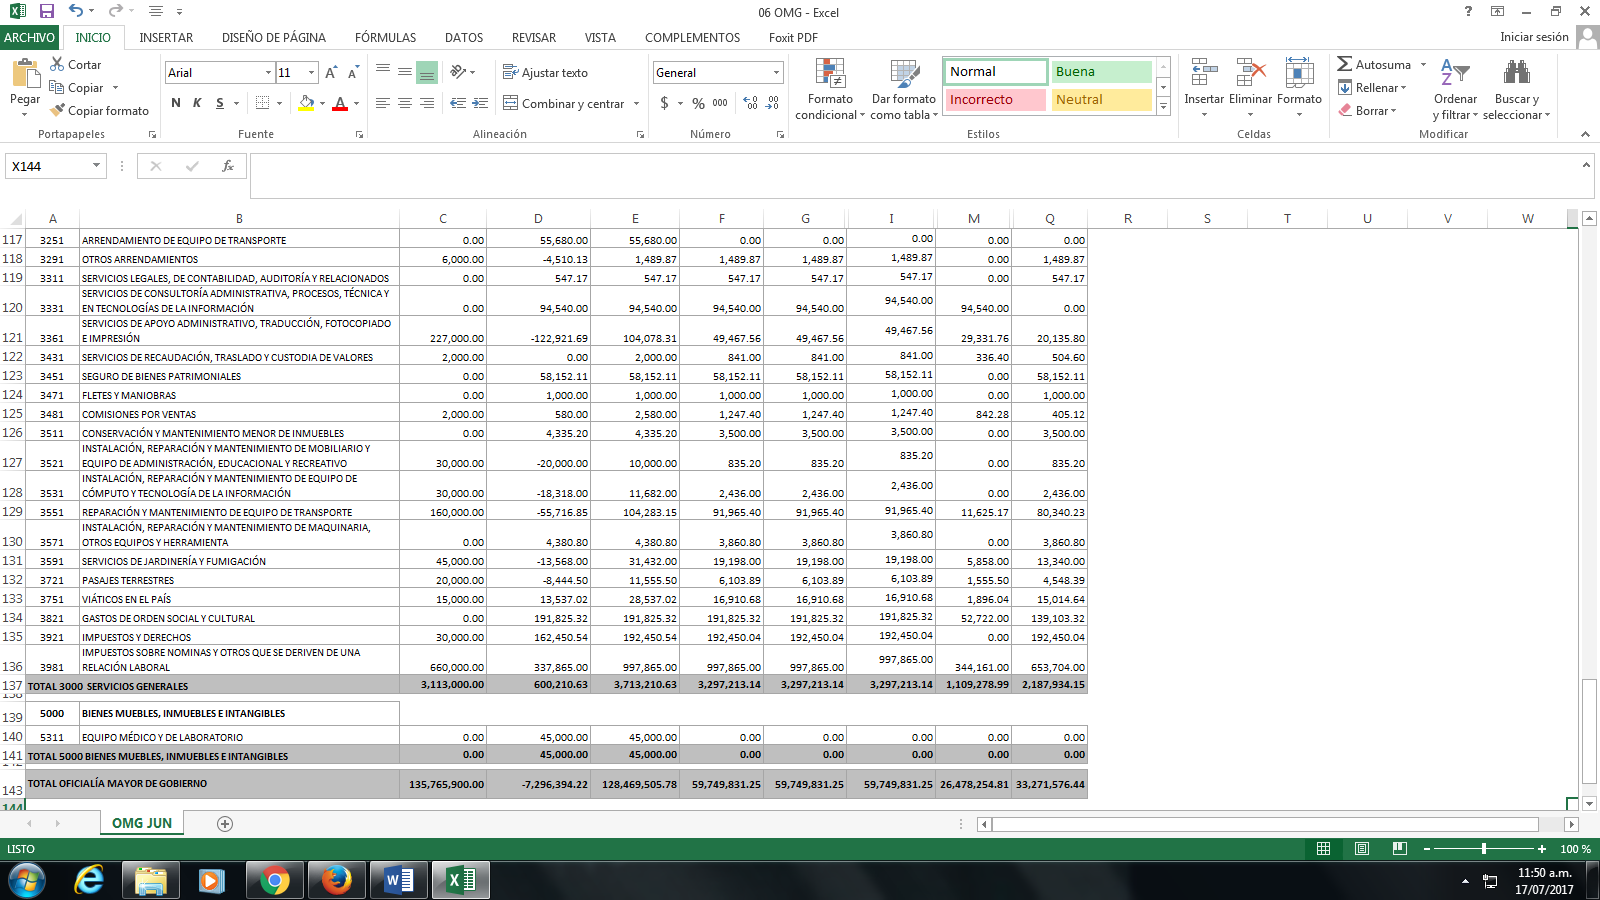 06 OMG - Excel
ARCHIVO INICIO INSERTAR DISEÑO DE PÁGINA FÓRMULAS DATOS REVISAR VISTA COMPLEMENTOS Foxit PDF Iniciar sesión
Pegar Cortar Copiar Copiar formato
Portapapeles
Arial 11
N K S
Fuente
Ajustar texto
Combinar y centrar
Alineación
General
$ % 000
Número
Formato condicional
Dar formato como tabla
Normal Buena
Incorrecto Neutral
Estilos
Insertar Eliminar Formato
Celdas
Autosuma
Rellenar
Borrar
Ordenar y filtrar
Buscar y seleccionar
Modificar
X144 fx
A B C D E F G I M Q R S T U V W
117 3251 ARRENDAMIENTO DE EQUIPO DE TRANSPORTE 0.00 55,680.00 55,680.00 0.00 0.00 0.00 0.00 0.00
118 3291 OTROS ARRENDAMIENTOS 6,000.00 -4,510.13 1,489.87 1,489.87 1,489.87 1,489.87 0.00 1,489.87
119 3311 SERVICIOS LEGALES, DE CONTABILIDAD, AUDITORÍA Y RELACIONADOS 0.00 547.17 547.17 547.17 547.17 547.17 0.00 547.17
SERVICIOS DE CONSULTORÍA ADMINISTRATIVA, PROCESOS, TÉCNICA Y
120 3331 EN TECNOLOGÍAS DE LA INFORMACIÓN 0.00 94,540.00 94,540.00 94,540.00 94,540.00 94,540.00 94,540.00 0.00
SERVICIOS DE APOYO ADMINISTRATIVO, TRADUCCIÓN, FOTOCOPIADO
121 3361 E IMPRESIÓN 227,000.00 -122,921.69 104,078.31 49,467.56 49,467.56 49,467.56 29,331.76 20,135.80
122 3431 SERVICIOS DE RECAUDACIÓN, TRASLADO Y CUSTODIA DE VALORES 2,000.00 0.00 2,000.00 841.00 841.00 841.00 336.40 504.60
123 3451 SEGURO DE BIENES PATRIMONIALES 0.00 58,152.11 58,152.11 58,152.11 58,152.11 58,152.11 0.00 58,152.11
124 3471 FLETES Y MANIOBRAS 0.00 1,000.00 1,000.00 1,000.00 1,000.00 1,000.00 0.00 1,000.00
125 3481 COMISIONES POR VENTAS 2,000.00 580.00 2,580.00 1,247.40 1,247.40 1,247.40 842.28 405.12
126 3511 CONSERVACIÓN Y MANTENIMIENTO MENOR DE INMUEBLES 0.00 4,335.20 4,335.20 3,500.00 3,500.00 3,500.00 0.00 3,500.00
INSTALACIÓN, REPARACIÓN Y MANTENIMIENTO DE MOBILIARIO Y
127 3521 EQUIPO DE ADMINISTRACIÓN, EDUCACIONAL Y RECREATIVO 30,000.00 -20,000.00 10,000.00 835.20 835.20 835.20 0.00 835.20
INSTALACIÓN, REPARACIÓN Y MANTENIMIENTO DE EQUIPO DE
128 3531 CÓMPUTO Y TECNOLOGÍA DE LA INFORMACIÓN 30,000.00 -18,318.00 11,682.00 2,436.00 2,436.00 2,436.00 0.00 2,436.00
129 3551 REPARACIÓN Y MANTENIMIENTO DE EQUIPO DE TRANSPORTE 160,000.00 -55,716.85 104,283.15 91,965.40 91,965.40 91,965.40 11,625.17 80,340.23
INSTALACIÓN, REPARACIÓN Y MANTENIMIENTO DE MAQUINARIA,
130 3571 OTROS EQUIPOS Y HERRAMIENTA 0.00 4,380.80 4,380.80 3,860.80 3,860.80 3,860.80 0.00 3,860.80
131 3591 SERVICIOS DE JARDINERÍA Y FUMIGACIÓN 45,000.00 -13,568.00 31,432.00 19,198.00 19,198.00 19,198.00 5,858.00 13,340.00
132 3721 PASAJES TERRESTRES 20,000.00 -8,444.50 11,555.50 6,103.89 6,103.89 6,103.89 1,555.50 4,548.39
133 3751 VIÁTICOS EN EL PAÍS 15,000.00 13,537.02 28,537.02 16,910.68 16,910.68 16,910.68 1,896.04 15,014.64
134 3821 GASTOS DE ORDEN SOCIAL Y CULTURAL 0.00 191,825.32 191,825.32 191,825.32 191,825.32 191,825.32 52,722.00 139,103.32
135 3921 IMPUESTOS Y DERECHOS 30,000.00 162,450.54 192,450.54 192,450.04 192,450.04 192,450.04 0.00 192,450.04
IMPUESTOS SOBRE NOMINAS Y OTROS QUE SE DERIVEN DE UNA
136 3981 RELACIÓN LABORAL 660,000.00 337,865.00 997,865.00 997,865.00 997,865.00 997,865.00 344,161.00 653,704.00
137 TOTAL 3000 SERVICIOS GENERALES 3,113,000.00 600,210.63 3,713,210.63 3,297,213.14 3,297,213.14 3,297,213.14 1,109,278.99 2,187,934.15
138
139 5000 BIENES MUEBLES, INMUEBLES E INTANGIBLES
140 5311 EQUIPO MÉDICO Y DE LABORATORIO 0.00 45,000.00 45,000.00 0.00 0.00 0.00 0.00 0.00
141 TOTAL 5000 BIENES MUEBLES, INMUEBLES E INTANGIBLES 0.00 45,000.00 45,000.00 0.00 0.00 0.00 0.00 0.00
143 TOTAL OFICIALÍA MAYOR DE GOBIERNO 135,765,900.00 -7,296,394.22 128,469,505.78 59,749,831.25 59,749,831.25 59,749,831.25 26,478,254.81 33,271,576.44
144
OMG JUN
LISTO 100 %
11:50 a.m.
17/07/2017